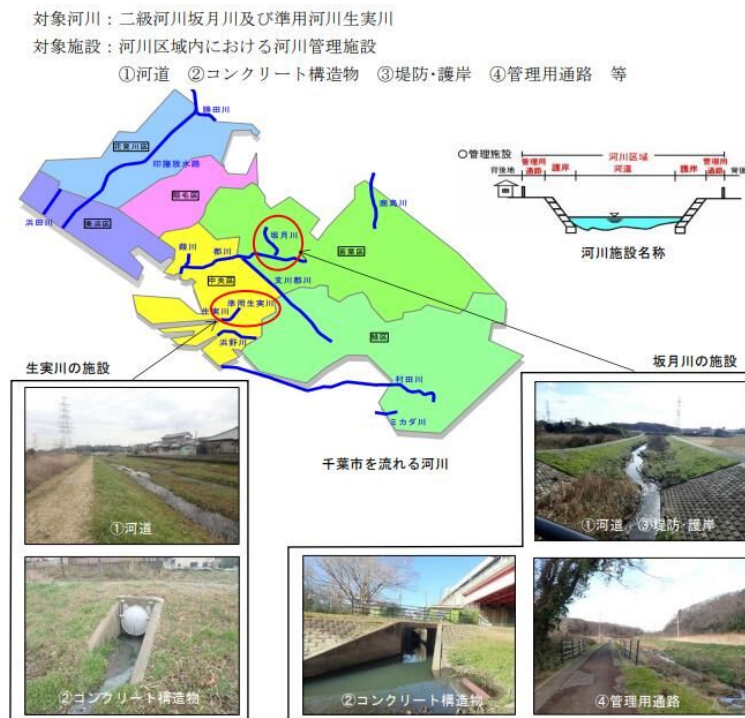 対象河川：二級河川坂月川及び準用河川生実川
対象施設：河川区域内における河川管理施設
①河道　②コンクリート構造物　③堤防･護岸　④管理用通路　等
勝田川
花見川区
印旛放水路
稲毛区
浜田川
美浜区
鹿島川
坂月川
若葉区
葭川
都川
中央区
支川都川
準用生実川
生実川
浜野川
緑区
村田川
ミカダ川
千葉市を流れる河川
○管理施設
河川区域
管理用通路
護岸
河道
護岸
管理用通路
背後地
背後地
河川施設名称
生実川の施設
①河道
②コンクリート構造物
坂月川の施設
①河道　③堤防･護岸
②コンクリート構造物
④管理用通路